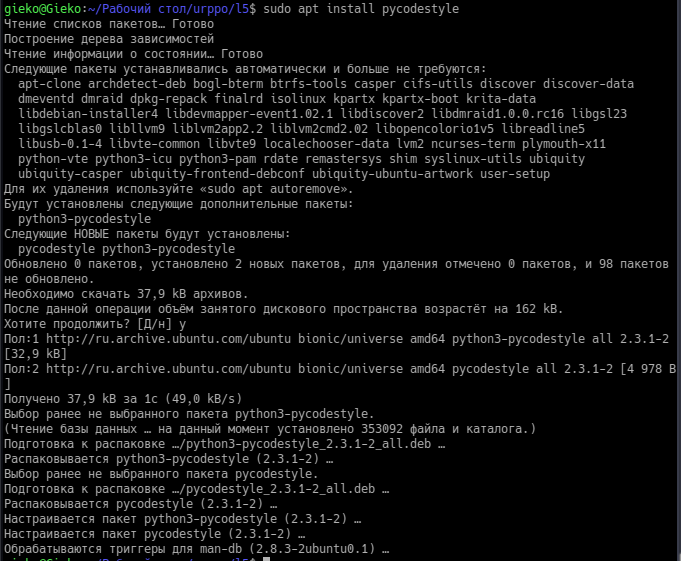 gieko@Gieko:~/Рабочий стол/urppo/l5$ sudo apt install pycodestyle
Чтение списков пакетов… Готово
Построение дерева зависимостей
Чтение информации о состоянии… Готово
Следующие пакеты устанавливались автоматически и больше не требуются:
apt-clone archdetect-deb bogl-bterm btrfs-tools casper cifs-utils discover discover-data
dmeventd dmraid dpkg-repack finalrd isolinux kpartx kpartx-boot krita-data
libdebian-installer4 libdevmapper-event1.02.1 libdiscover2 libdmraid1.0.0.rc16 libgsl23
libgslcblas0 libllvm9 liblvm2app2.2 liblvm2cmd2.02 libopencolorio1v5 libreadline5
libusb-0.1-4 libvte-common libvte9 localechooser-data lvm2 ncurses-term plymouth-x11
python-vte python3-icu python3-pam rdate remastersys shim syslinux-utils ubiquity
ubiquity-casper ubiquity-frontend-debconf ubiquity-ubuntu-artwork user-setup
Для их удаления используйте «sudo apt autoremove».
Будут установлены следующие дополнительные пакеты:
python3-pycodestyle
Следующие НОВЫЕ пакеты будут установлены:
pycodestyle python3-pycodestyle
Обновлено 0 пакетов, установлено 2 новых пакетов, для удаления отмечено 0 пакетов, и 98 пакетов
не обновлено.
Необходимо скачать 37,9 kB архивов.
После данной операции объём занятого дискового пространства возрастёт на 162 kB.
Хотите продолжить? [Д/н] y
Пол:1 http://ru.archive.ubuntu.com/ubuntu bionic/universe amd64 python3-pycodestyle all 2.3.1-2
[32,9 kB]
Пол:2 http://ru.archive.ubuntu.com/ubuntu bionic/universe amd64 pycodestyle all 2.3.1-2 [4 978 B
]
Получено 37,9 kB за 1с (49,0 kB/s)
Выбор ранее не выбранного пакета python3-pycodestyle.
(Чтение базы данных … на данный момент установлено 353092 файла и каталога.)
Подготовка к распаковке …/python3-pycodestyle_2.3.1-2_all.deb …
Распаковывается python3-pycodestyle (2.3.1-2) …
Выбор ранее не выбранного пакета pycodestyle.
Подготовка к распаковке …/pycodestyle_2.3.1-2_all.deb …
Распаковывается pycodestyle (2.3.1-2) …
Настраивается пакет python3-pycodestyle (2.3.1-2) …
Настраивается пакет pycodestyle (2.3.1-2) …
Обрабатываются триггеры для man-db (2.8.3-2ubuntu0.1) …
gieko@Gieko:~/Рабочий стол/urppo/l5$